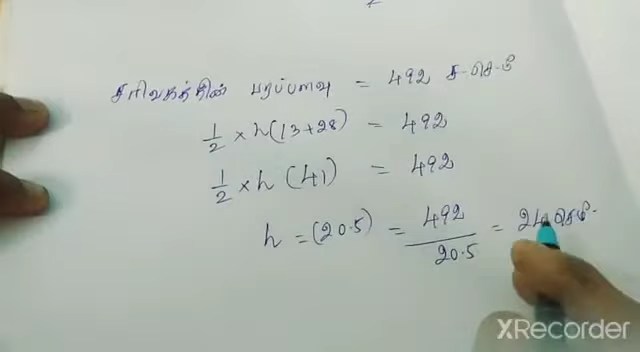 சரிவகத்தின் பரப்பளவு = 492 ச.செ.மீ
1/2 × h(13+28) = 492
1/2 × h (41) = 492
h = (20.5) = 492/20.5 = 24 செமீ.
XRecorder